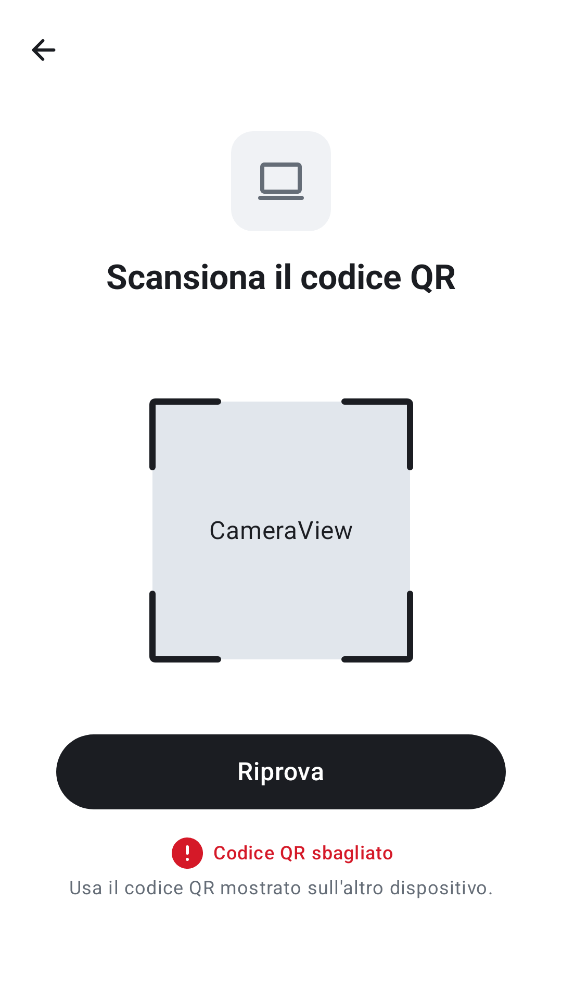 Scansiona il codice QR
CameraView
Riprova
Codice QR sbagliato
Usa il codice QR mostrato sull'altro dispositivo.